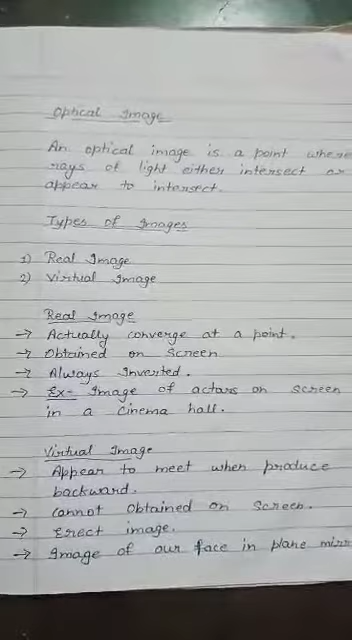 Optical Image
An optical image is a point where
rays of light either intersect or
appear to intersect.
Types of Images
1) Real Image
2) Virtual Image
Real Image
→ Actually converge at a point.
→ Obtained on Screen
→ Always Inverted.
→ Ex- Image of actars on screen
in a cinema hall.
Virtual Image
→ Appear to meet when produce
backward.
→ Cannot obtained on Screen.
→ Erect image.
→ Image of our face in plane